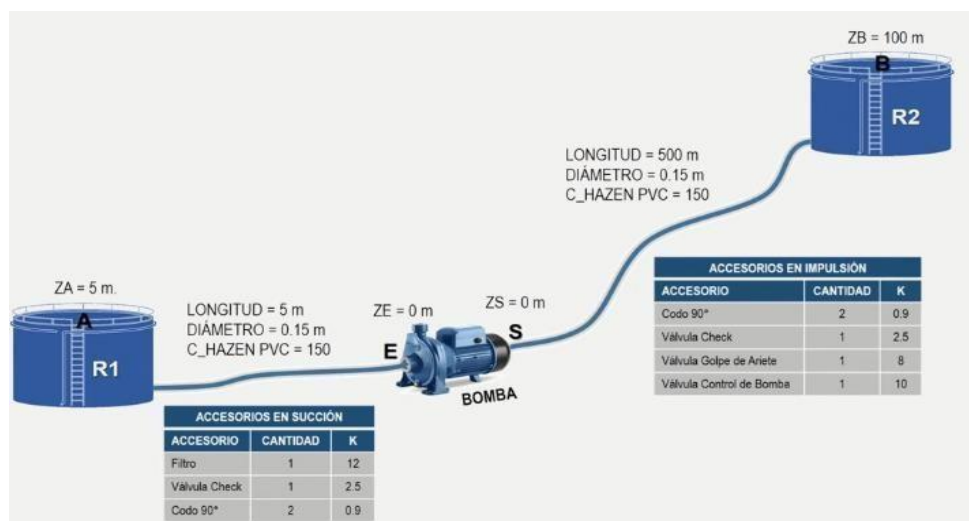 ZB = 100 m
B
R2
LONGITUD = 500 m
DIÁMETRO = 0.15 m
C_HAZEN PVC = 150
ZA = 5 m.
A
R1
LONGITUD = 5 m
DIÁMETRO = 0.15 m
C_HAZEN PVC = 150
ZE = 0 m
ZS = 0 m
E
S
BOMBA
ACCESORIOS EN IMPULSIÓN
ACCESORIO CANTIDAD K
Codo 90° 2 0.9
Válvula Check 1 2.5
Válvula Golpe de Ariete 1 8
Válvula Control de Bomba 1 10
ACCESORIOS EN SUCCIÓN
ACCESORIO CANTIDAD K
Filtro 1 12
Válvula Check 1 2.5
Codo 90° 2 0.9